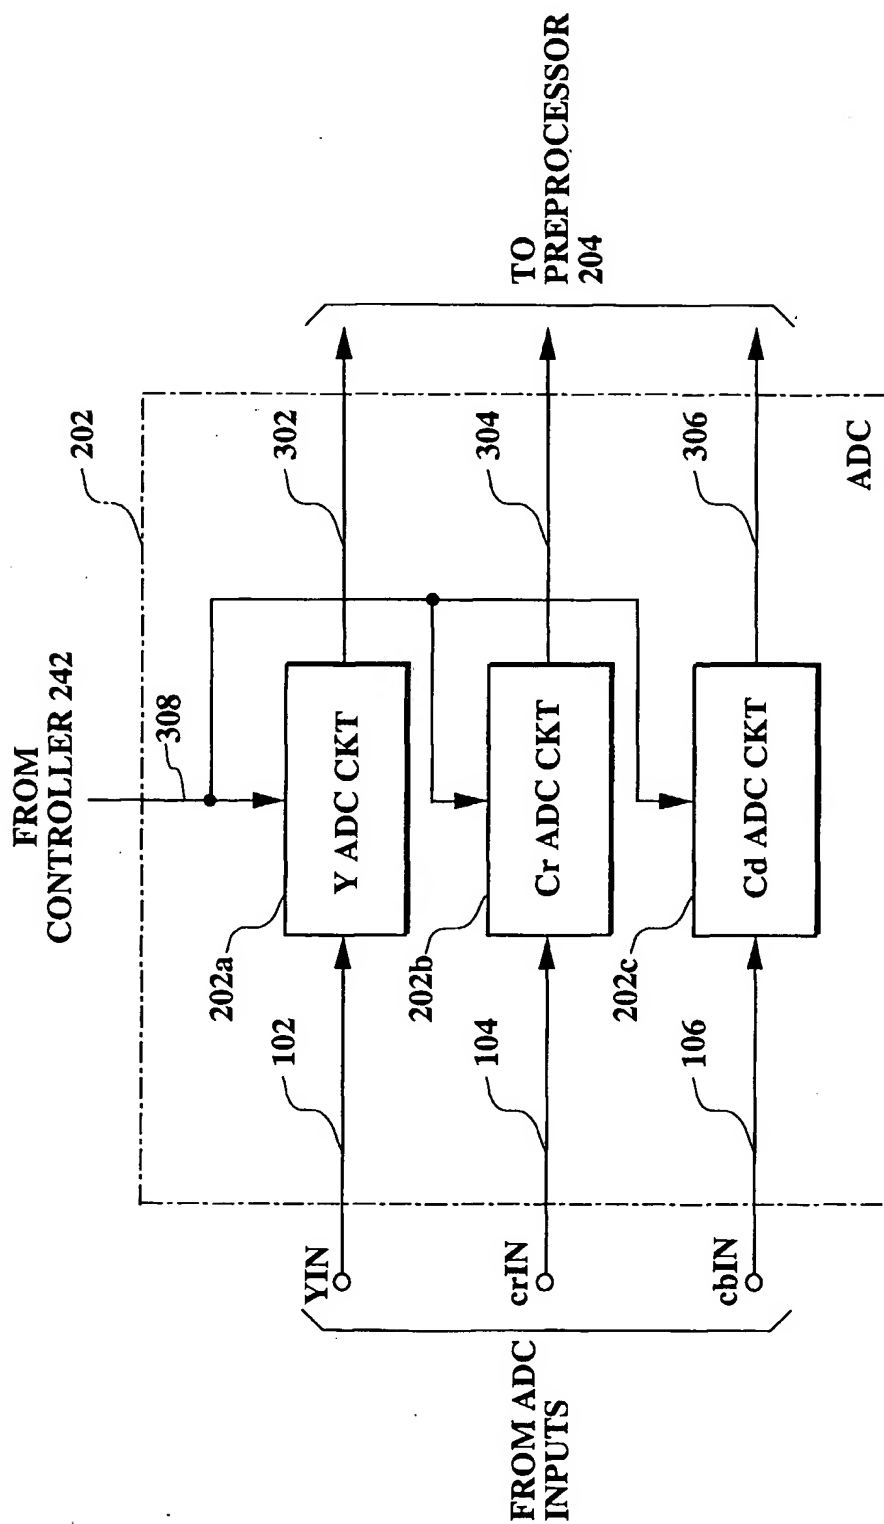 FROM
CONTROLLER 242
308
202
YIN
102
202a
Y ADC CKT
302
crIN
104
202b
Cr ADC CKT
304
cbIN
106
202c
Cd ADC CKT
306
FROM ADC
INPUTS
TO
PREPROCESSOR
204
ADC